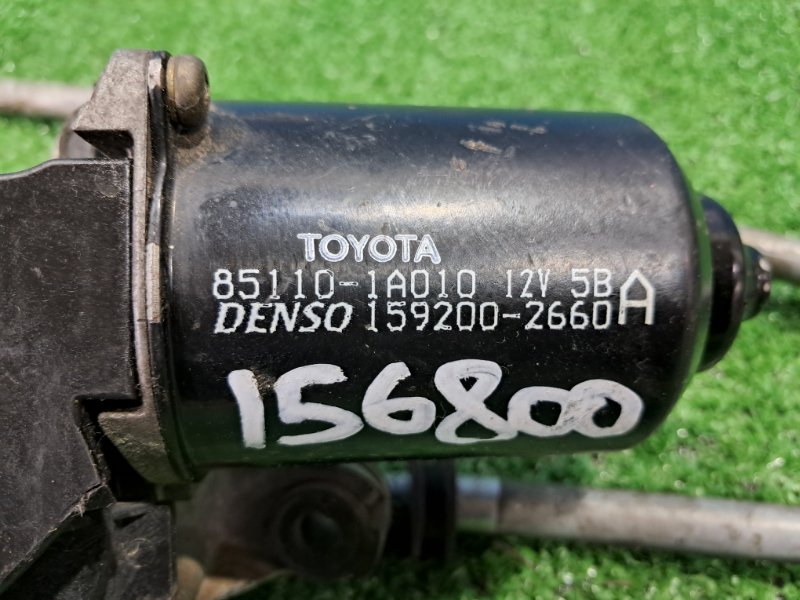 TOYOTA
85110-1A010 12V 5B A
DENSO 159200-2660
156800